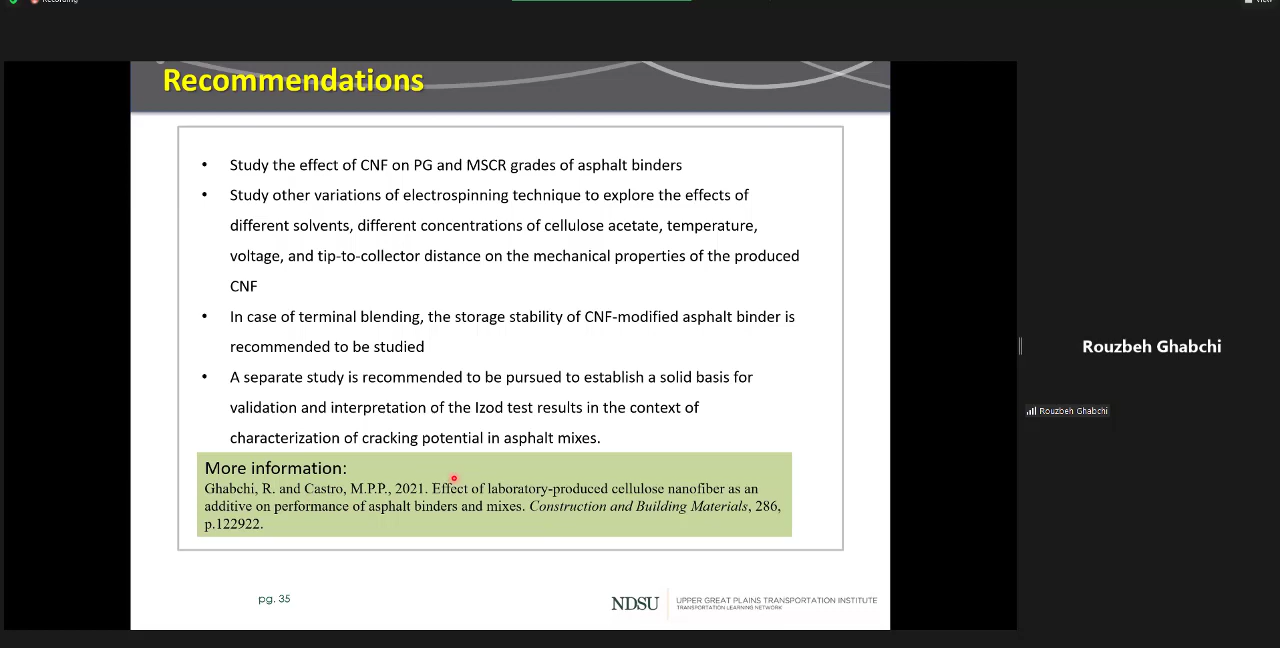 Recording
View
Recommendations
• Study the effect of CNF on PG and MSCR grades of asphalt binders
• Study other variations of electrospinning technique to explore the effects of
different solvents, different concentrations of cellulose acetate, temperature,
voltage, and tip-to-collector distance on the mechanical properties of the produced
CNF
• In case of terminal blending, the storage stability of CNF-modified asphalt binder is
recommended to be studied
• A separate study is recommended to be pursued to establish a solid basis for
validation and interpretation of the Izod test results in the context of
characterization of cracking potential in asphalt mixes.
More information:
Ghabchi, R. and Castro, M.P.P., 2021. Effect of laboratory-produced cellulose nanofiber as an
additive on performance of asphalt binders and mixes. Construction and Building Materials, 286,
p.122922.
pg. 35
NDSU
UPPER GREAT PLAINS TRANSPORTATION INSTITUTE
TRANSPORTATION LEARNING NETWORK
Rouzbeh Ghabchi
Rouzbeh Ghabchi